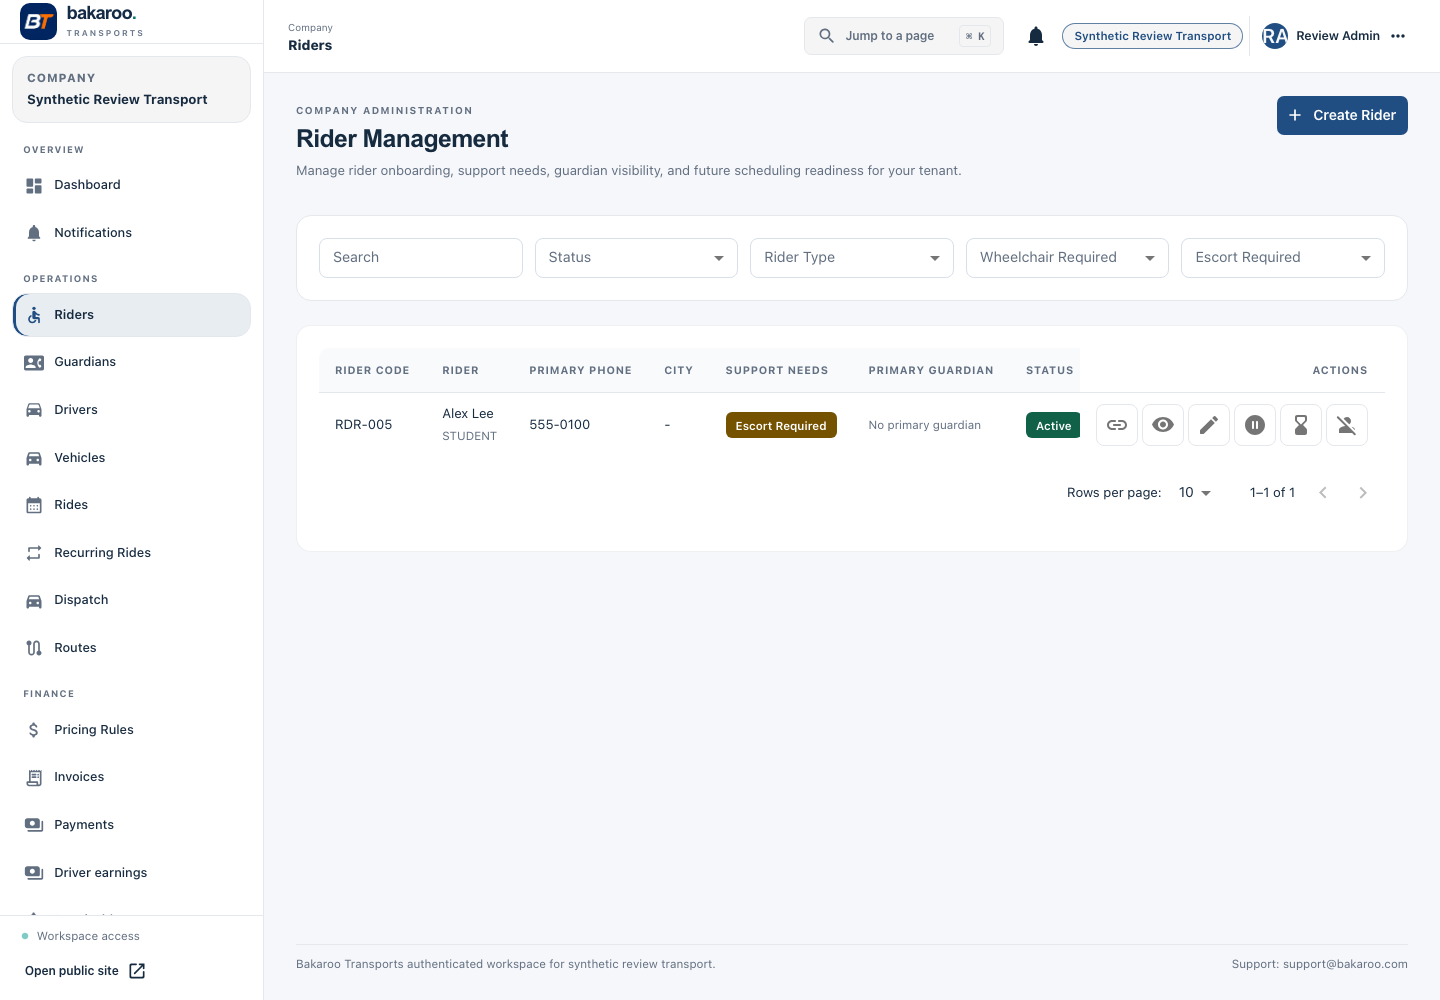 BT bakaroo.
TRANSPORTS
COMPANY
Synthetic Review Transport
OVERVIEW
Dashboard
Notifications
OPERATIONS
Riders
Guardians
Drivers
Vehicles
Rides
Recurring Rides
Dispatch
Routes
FINANCE
Pricing Rules
Invoices
Payments
Driver earnings
Workspace access
Open public site
Company
Riders
Jump to a page ⌘ K
Synthetic Review Transport
RA Review Admin
COMPANY ADMINISTRATION
Rider Management
Manage rider onboarding, support needs, guardian visibility, and future scheduling readiness for your tenant.
+ Create Rider
Search Status Rider Type Wheelchair Required Escort Required
RIDER CODE RIDER PRIMARY PHONE CITY SUPPORT NEEDS PRIMARY GUARDIAN STATUS ACTIONS
RDR-005 Alex Lee 555-0100 - Escort Required No primary guardian Active
STUDENT
Rows per page: 10 1–1 of 1
Bakaroo Transports authenticated workspace for synthetic review transport.
Support: support@bakaroo.com